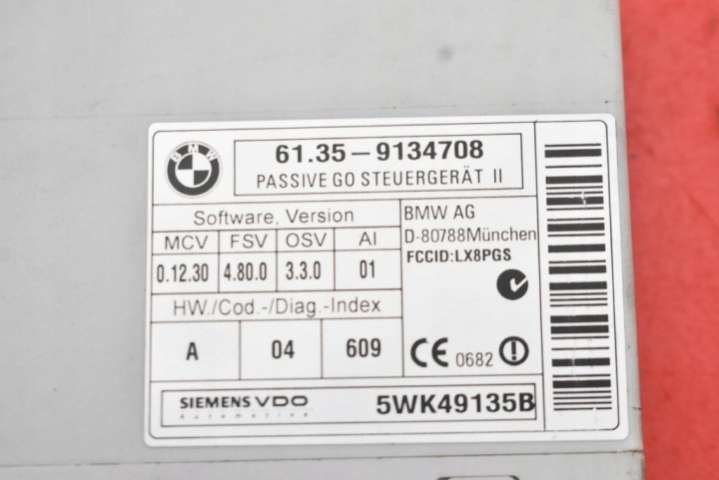 BMW
61.35-9134708
PASSIVE GO STEUERGERÄT II
Software, Version
MCV FSV OSV AI
0.12.30 4.80.0 3.3.0 01
HW./Cod.-/Diag.-Index
A 04 609
BMW AG
D-80788München
FCCID:LX8PGS
CE 0682
SIEMENS VDO
Automotive
5WK49135B